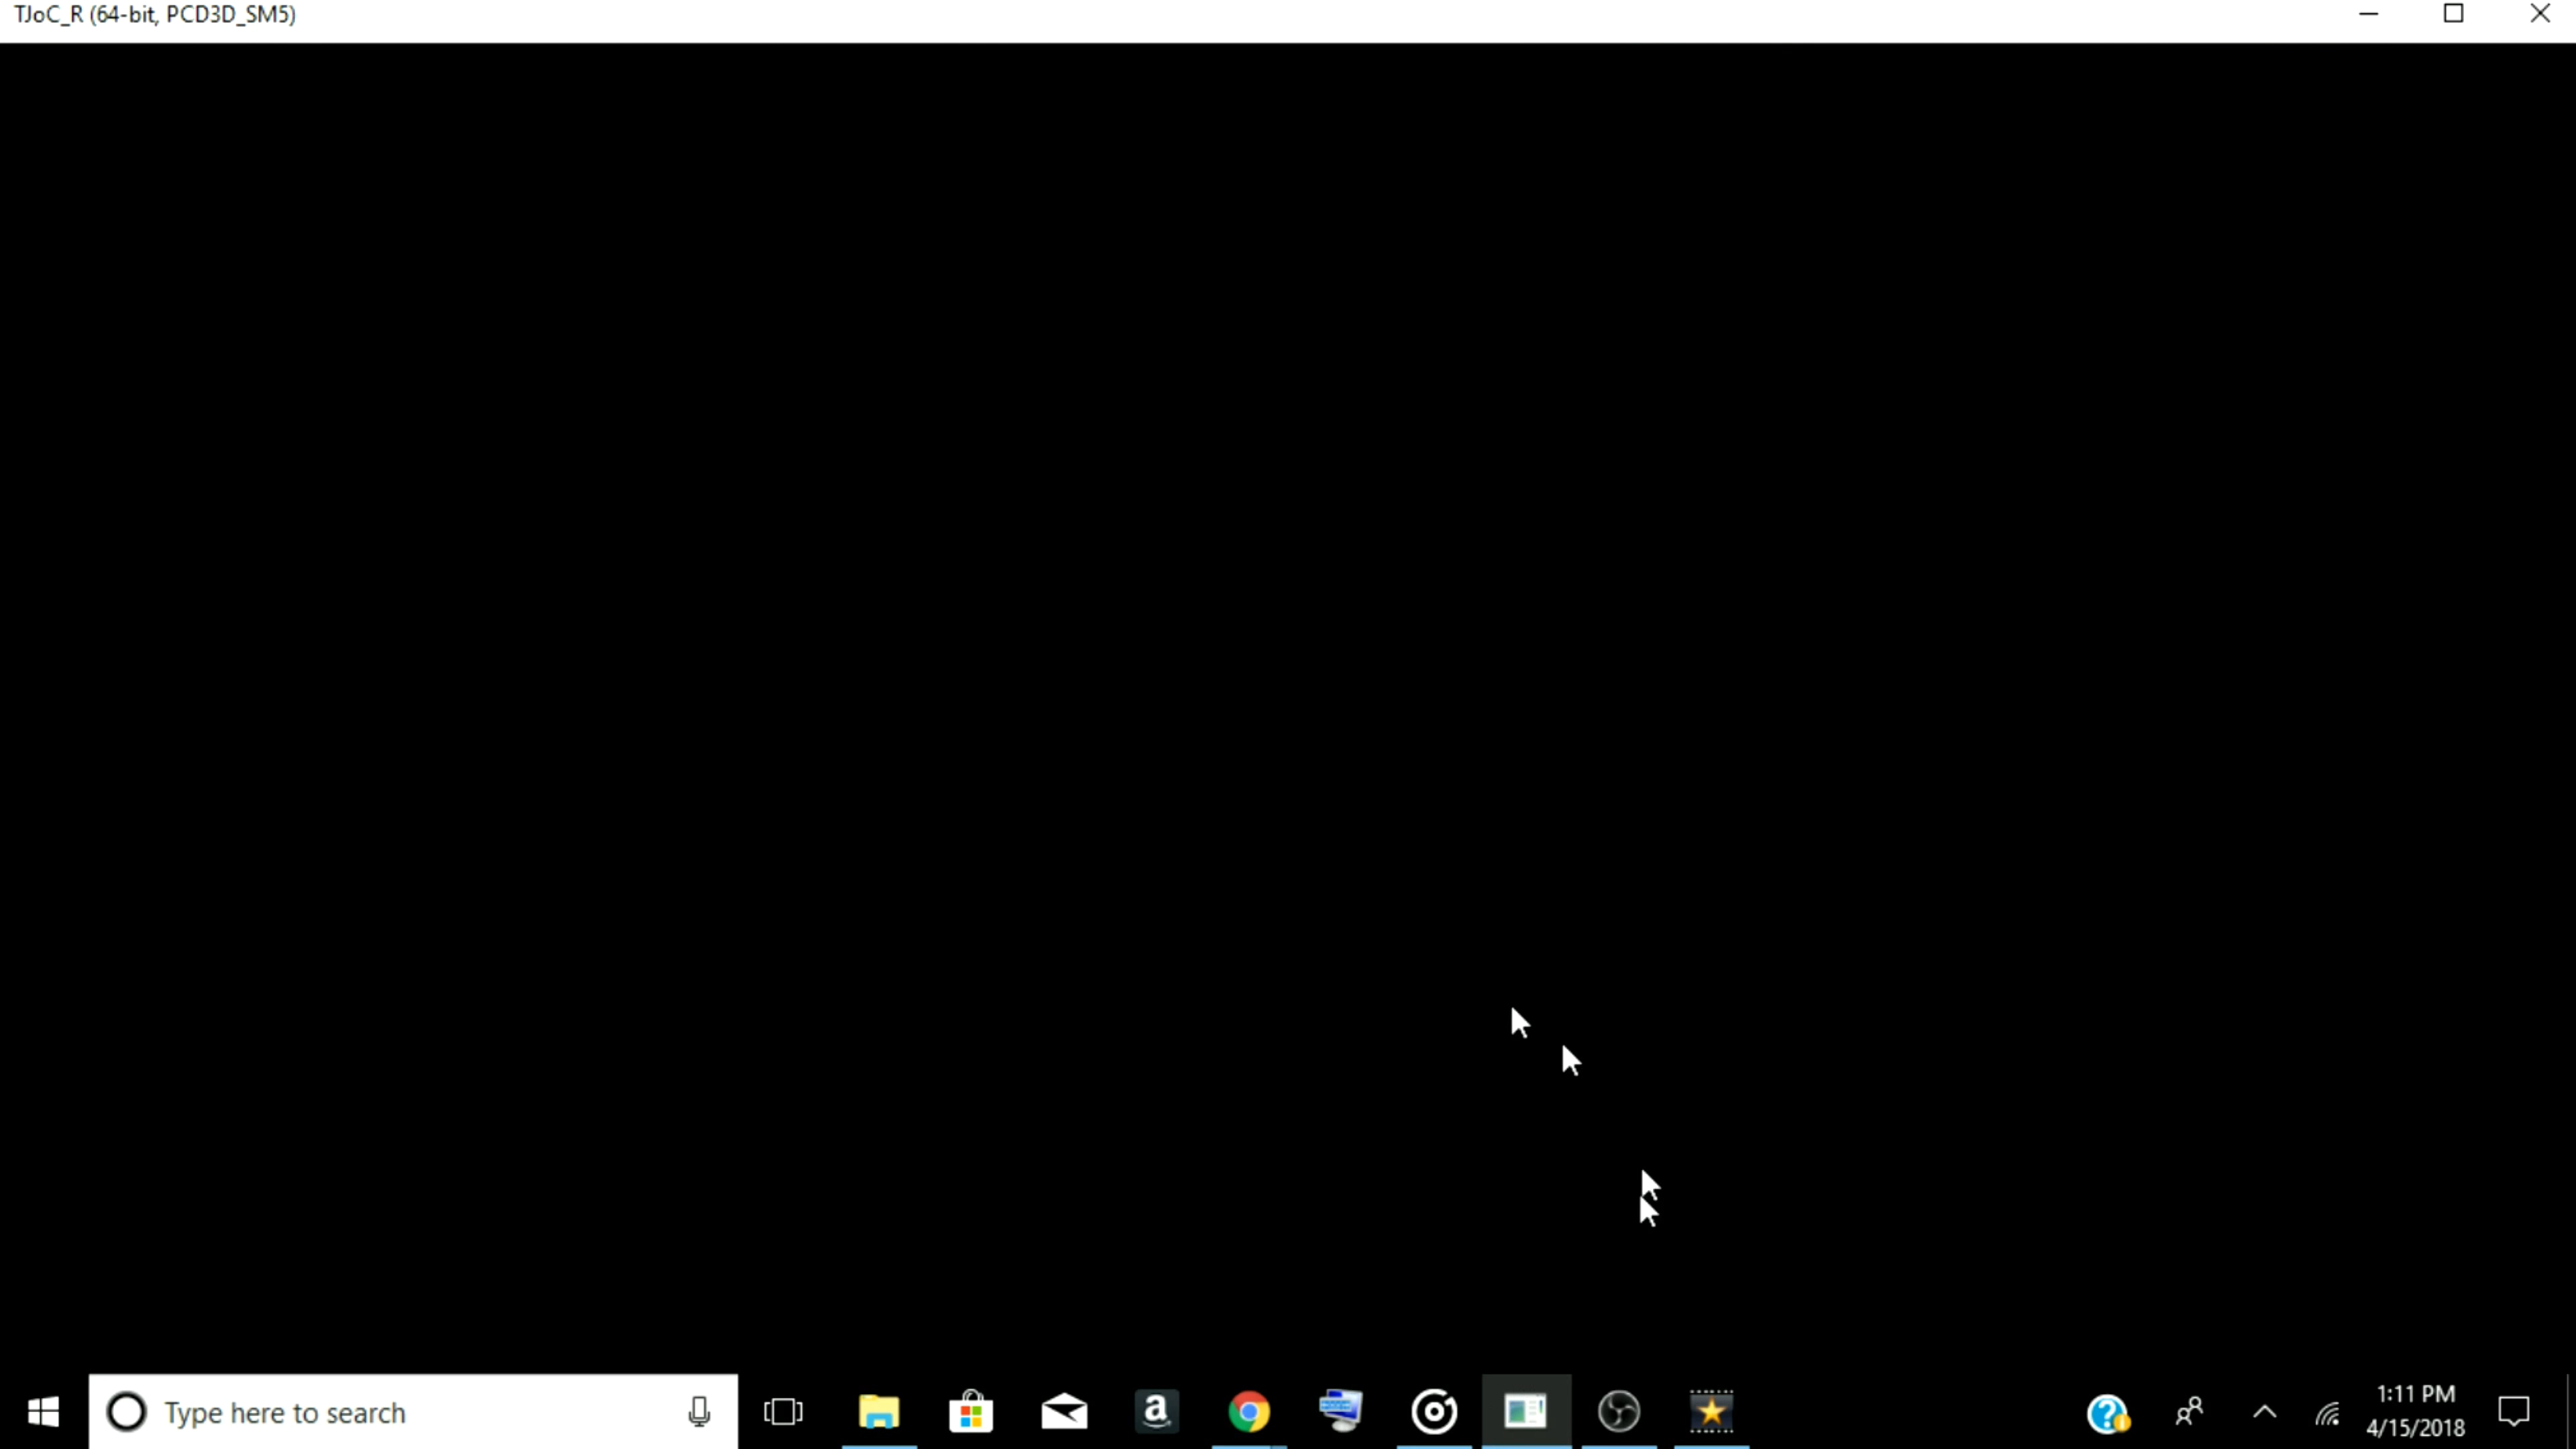 TJoC_R (64-bit, PCD3D_SM5)
Type here to search
1:11 PM
4/15/2018